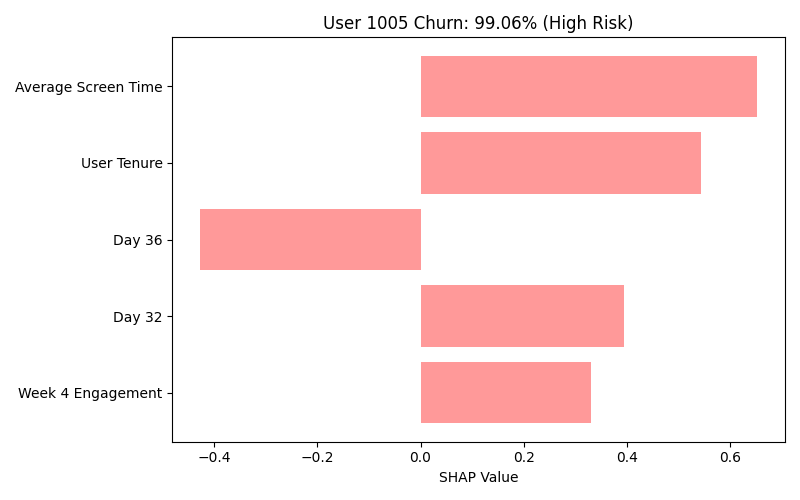 User 1005 Churn: 99.06% (High Risk)
Average Screen Time
User Tenure
Day 36
Day 32
Week 4 Engagement
−0.4 −0.2 0.0 0.2 0.4 0.6
SHAP Value